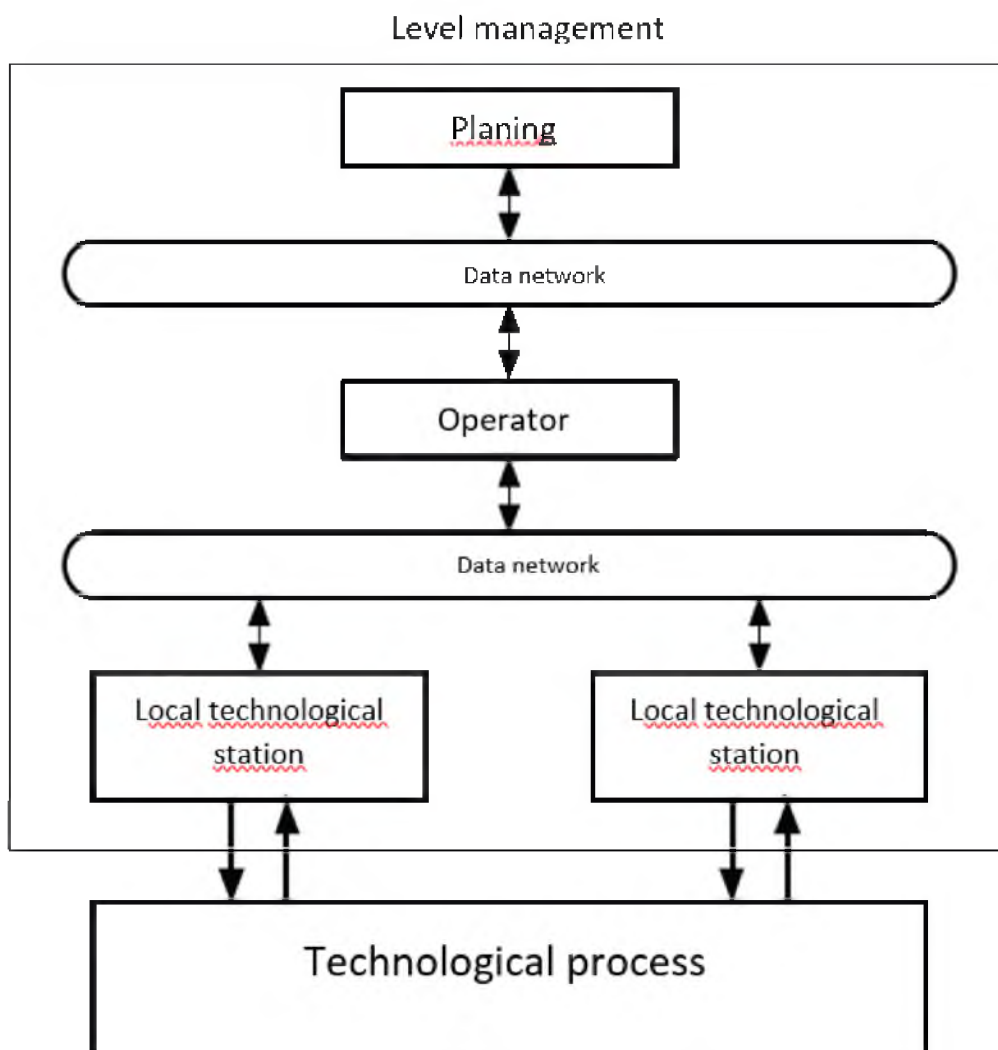 Level management
Planing
Data network
Operator
Data network
Local technological
station
Local technological
station
Technological process